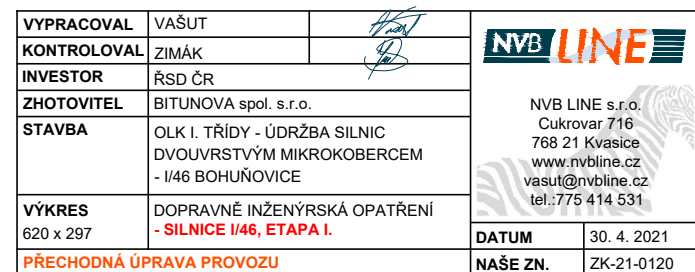 VYPRACOVAL VAŠUT
KONTROLOVAL ZIMÁK
INVESTOR ŘSD ČR
ZHOTOVITEL BITUNOVA spol. s.r.o.
STAVBA OLK I. TŘÍDY - ÚDRŽBA SILNIC
DVOUVRSTVÝM MIKROKOBERCEM
- I/46 BOHUŇOVICE
VÝKRES DOPRAVNĚ INŽENÝRSKÁ OPATŘENÍ
620 x 297 - SILNICE I/46, ETAPA I.
PŘECHODNÁ ÚPRAVA PROVOZU
NVB LINE
NVB LINE s.r.o.
Cukrovar 716
768 21 Kvasice
www.nvbline.cz
vasut@nvbline.cz
tel.:775 414 531
DATUM 30. 4. 2021
NAŠE ZN. ZK-21-0120